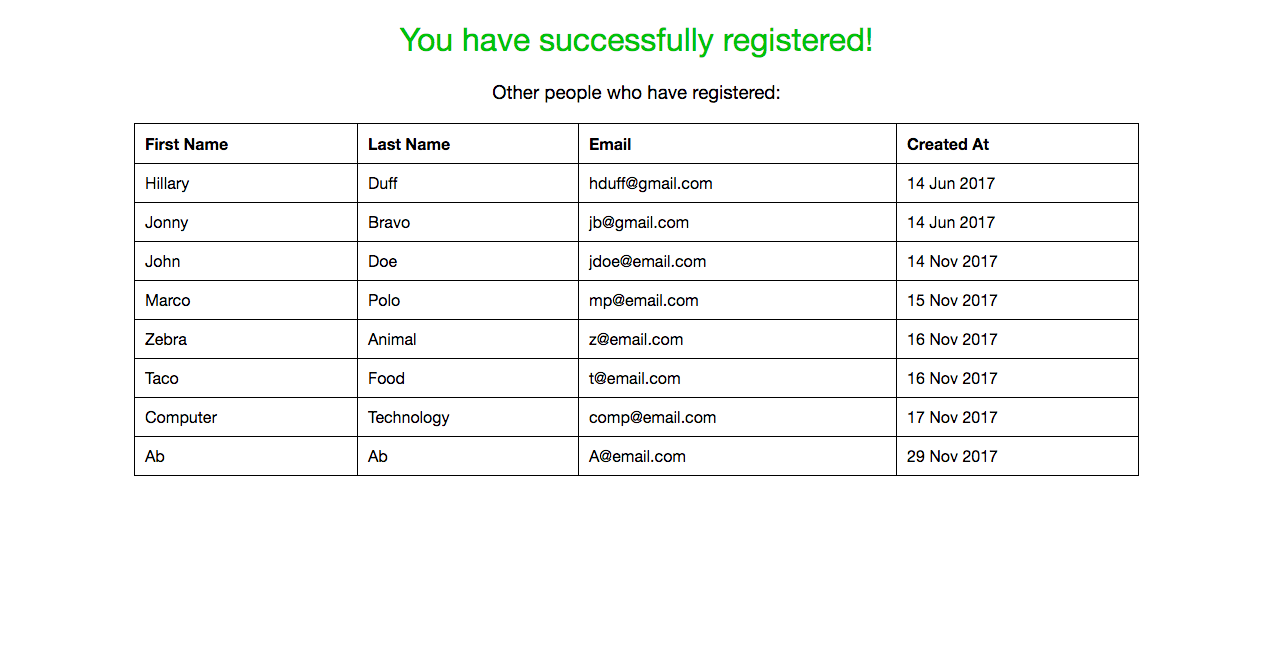 You have successfully registered!
Other people who have registered:
First Name Last Name Email Created At
Hillary Duff hduff@gmail.com 14 Jun 2017
Jonny Bravo jb@gmail.com 14 Jun 2017
John Doe jdoe@email.com 14 Nov 2017
Marco Polo mp@email.com 15 Nov 2017
Zebra Animal z@email.com 16 Nov 2017
Taco Food t@email.com 16 Nov 2017
Computer Technology comp@email.com 17 Nov 2017
Ab Ab A@email.com 29 Nov 2017